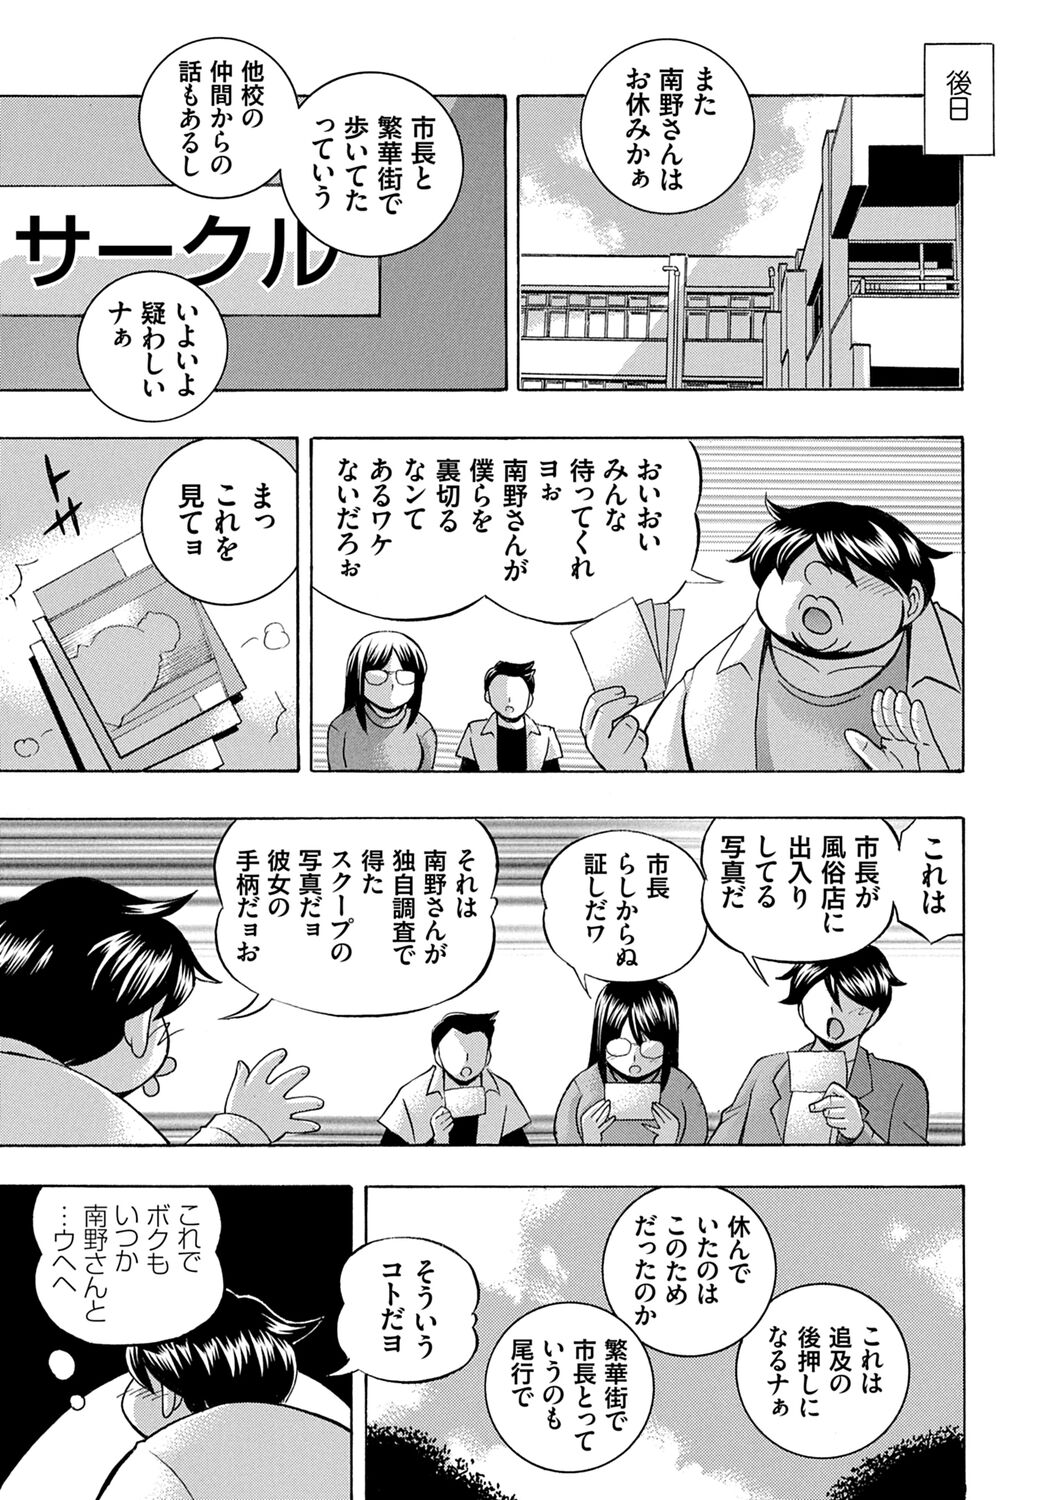 後日
また
南野さんは
お休みかぁ
市長と
繁華街で
歩いてた
っていう
他校の
仲間からの
話もあるし
サークル
いよいよ
疑わしい
ナぁ
おいおい
みんな
待ってくれ
ヨぉ
南野さんが
僕らを
裏切る
なンて
あるワケ
ないだろぉ
まっ
これを
見てョ
これは
市長が
風俗店に
出入り
してる
写真だ
市長
らしからぬ
証しだワ
それは
南野さんが
独自調査で
得た
スクープの
写真だョ
彼女の
手柄だョお
これは
追及の
後押しに
なるナぁ
休んで
いたのは
このため
だったのか
繁華街で
市長とって
いうのも
尾行で
そういう
コトだヨ
これで
ボクも
いつか
南野さんと
…ウヘヘ